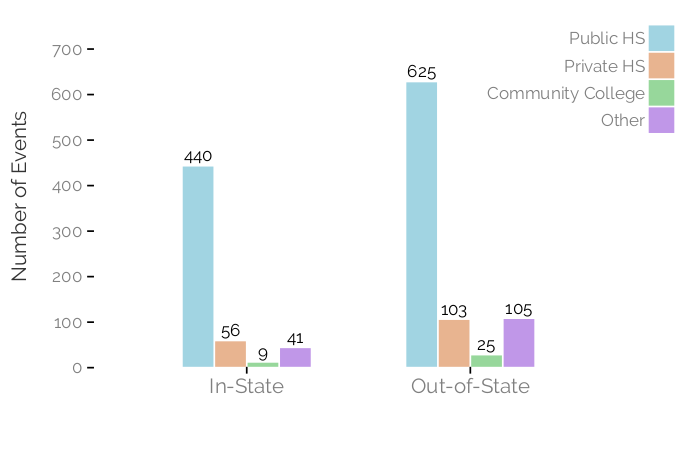 Number of Events
700
600
500
400
300
200
100
0
Public HS
Private HS
Community College
Other
440
56
9
41
625
103
25
105
In-State
Out-of-State